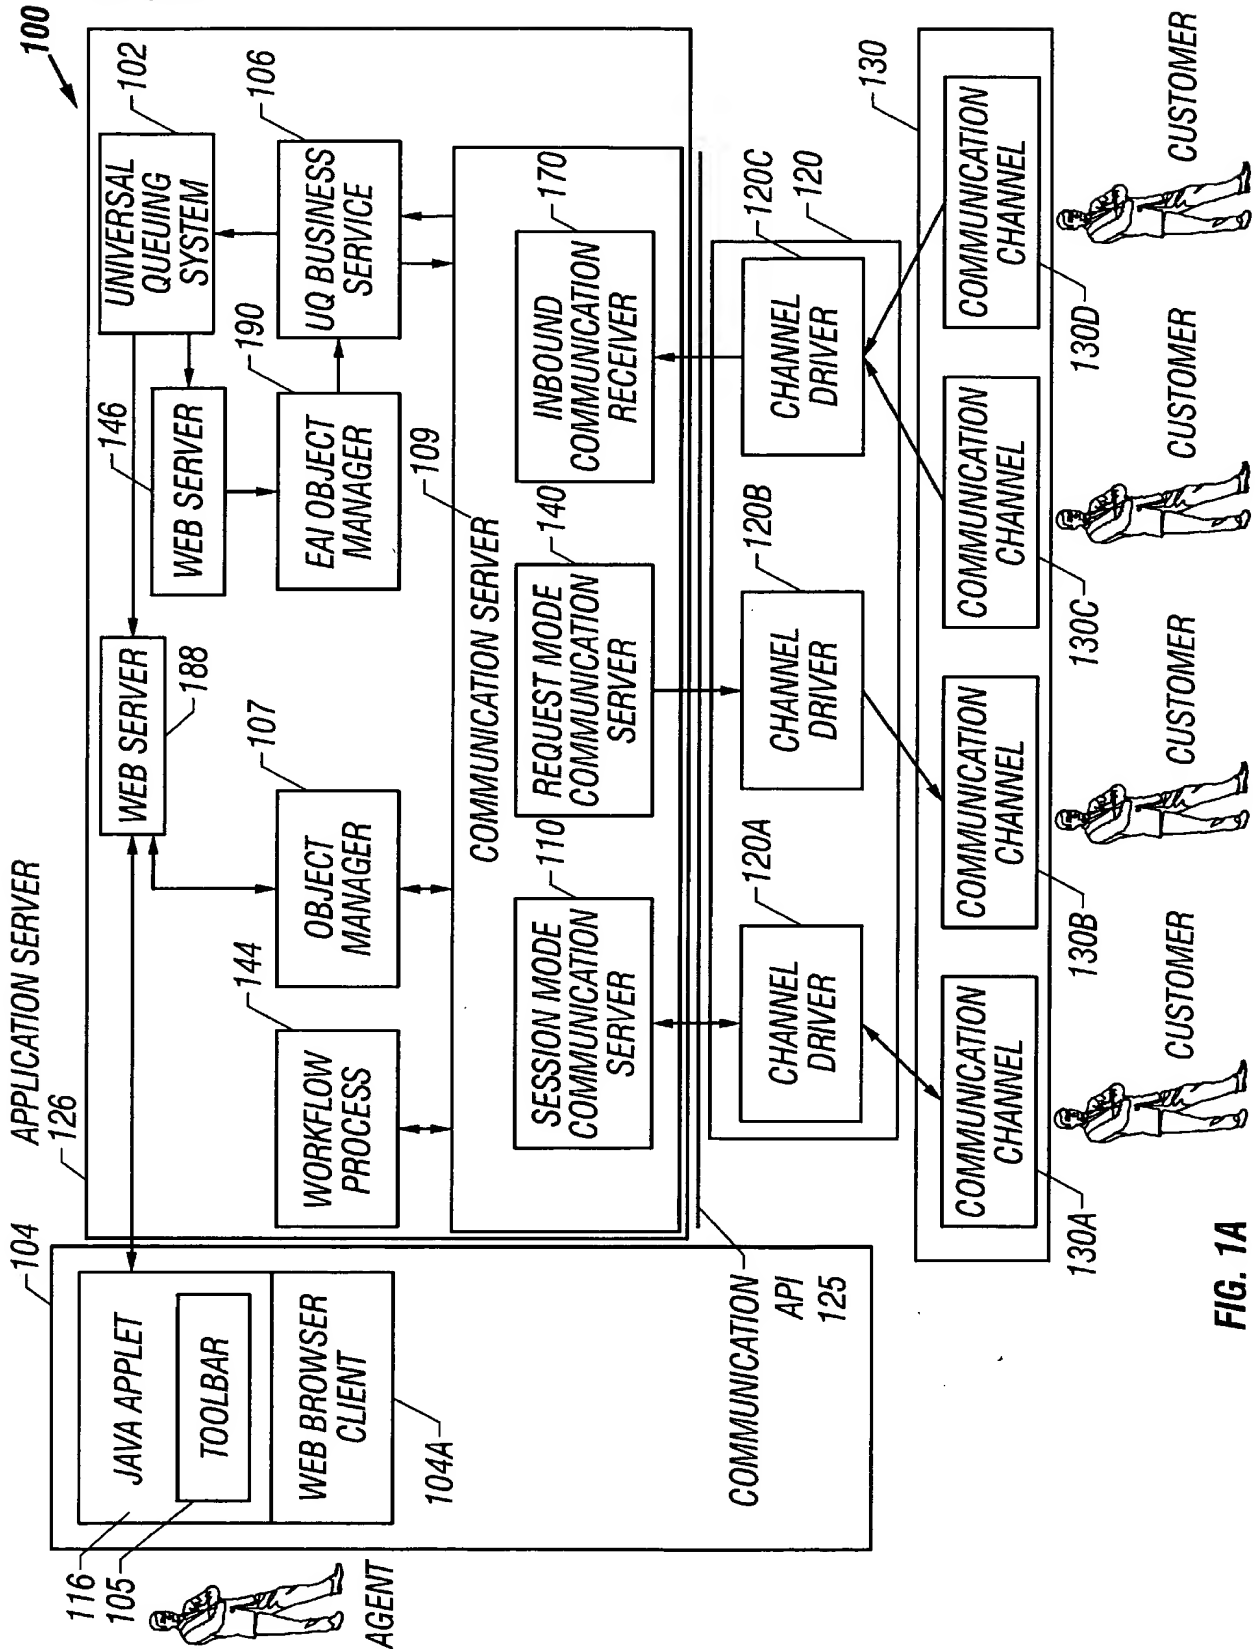 100
APPLICATION SERVER
126
104
116
105
JAVA APPLET
TOOLBAR
WEB BROWSER
CLIENT
104A
AGENT
WEB SERVER
188
146
WEB SERVER
UNIVERSAL
QUEUING
SYSTEM
102
WORKFLOW
PROCESS
144
OBJECT
MANAGER
107
EAI OBJECT
MANAGER
190
UQ BUSINESS
SERVICE
106
COMMUNICATION SERVER
109
SESSION MODE
COMMUNICATION
SERVER
110
REQUEST MODE
COMMUNICATION
SERVER
140
INBOUND
COMMUNICATION
RECEIVER
170
COMMUNICATION
API
125
CHANNEL
DRIVER
120A
CHANNEL
DRIVER
120B
CHANNEL
DRIVER
120C
120
130
COMMUNICATION
CHANNEL
130A
COMMUNICATION
CHANNEL
130B
COMMUNICATION
CHANNEL
130C
COMMUNICATION
CHANNEL
130D
CUSTOMER
CUSTOMER
CUSTOMER
CUSTOMER
FIG. 1A